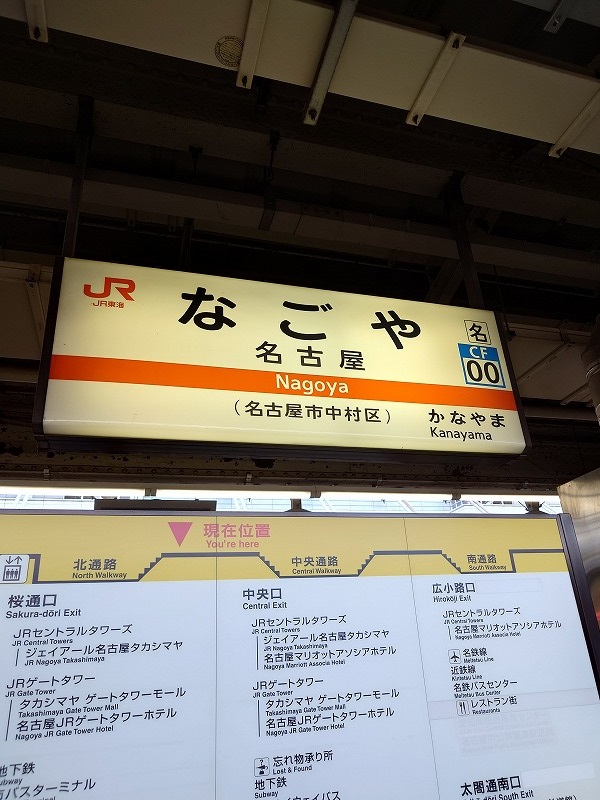 JR
JR東海
なごや
名古屋
Nagoya
(名古屋市中村区)
名
CF
00
かなやま
Kanayama
現在位置
You're here
北通路
North Walkway
中央通路
Central Walkway
南通路
South Walkway
桜通口
Sakura-dōri Exit
JRセントラルタワーズ
JR Central Towers
ジェイアール名古屋タカシマヤ
JR Nagoya Takashimaya
JRゲートタワー
JR Gate Tower
タカシマヤ ゲートタワーモール
Takashimaya Gate Tower Mall
名古屋JRゲートタワーホテル
Nagoya JR Gate Tower Hotel
地下鉄
Subway
バスターミナル
中央口
Central Exit
JRセントラルタワーズ
JR Central Towers
ジェイアール名古屋タカシマヤ
JR Nagoya Takashimaya
名古屋マリオットアソシアホテル
Nagoya Marriott Associa Hotel
JRゲートタワー
JR Gate Tower
タカシマヤ ゲートタワーモール
Takashimaya Gate Tower Mall
名古屋JRゲートタワーホテル
Nagoya JR Gate Tower Hotel
忘れ物承り所
Lost & Found
地下鉄
Subway
広小路口
Hirokōji Exit
JRセントラルタワーズ
JR Central Towers
名古屋マリオットアソシアホテル
Nagoya Marriott Associa Hotel
名鉄線
Meitetsu Line
近鉄線
Kintetsu Line
名鉄バスセンター
Meitetsu Bus Center
レストラン街
Restaurants
太閤通南口
South Exit